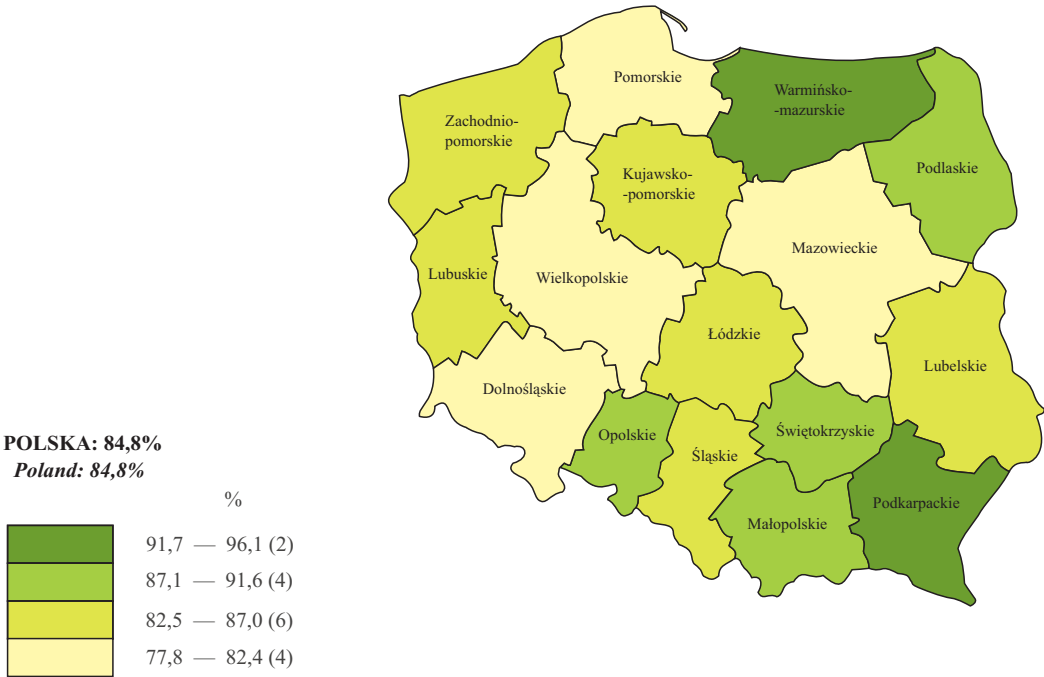 Pomorskie
Warmińsko-
-mazurskie
Zachodnio-
pomorskie
Podlaskie
Kujawsko-
-pomorskie
Mazowieckie
Lubuskie
Wielkopolskie
Łódzkie
Lubelskie
Dolnośląskie
Opolskie
Świętokrzyskie
Śląskie
Podkarpackie
Małopolskie
POLSKA: 84,8%
Poland: 84,8%
%
91,7 — 96,1 (2)
87,1 — 91,6 (4)
82,5 — 87,0 (6)
77,8 — 82,4 (4)